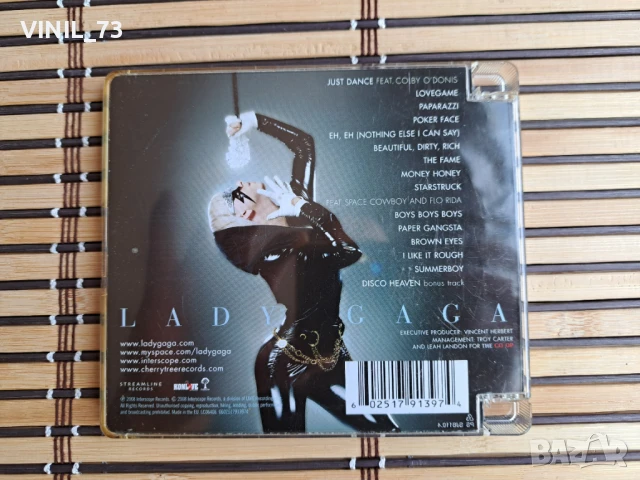 VINIL_73
JUST DANCE FEAT. COLBY O'DONIS
LOVEGAME
PAPARAZZI
POKER FACE
EH, EH (NOTHING ELSE I CAN SAY)
BEAUTIFUL, DIRTY, RICH
THE FAME
MONEY HONEY
STARSTRUCK
FEAT. SPACE COWBOY AND FLO RIDA
BOYS BOYS BOYS
PAPER GANGSTA
BROWN EYES
I LIKE IT ROUGH
SUMMERBOY
DISCO HEAVEN bonus track
LADY GAGA
EXECUTIVE PRODUCER: VINCENT HERBERT
MANAGEMENT: TROY CARTER
AND LEAH LANDON FOR THE
www.ladygaga.com
www.myspace.com/ladygaga
www.interscope.com
www.cherrytreerecords.com
STREAMLINE
RECORDS
KONLIVE
6 02517 91397 4
BAZAR